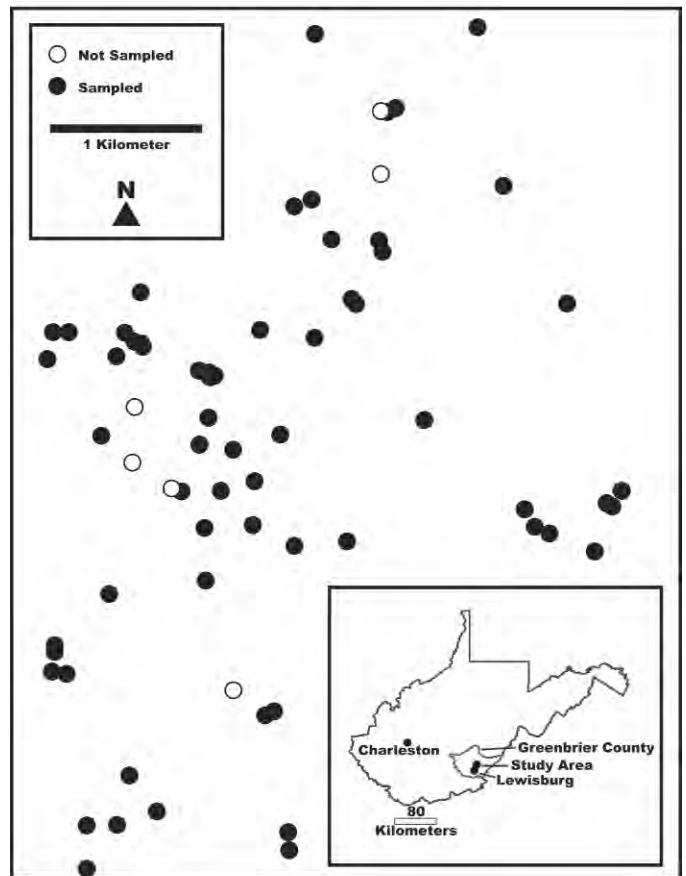 Not Sampled
Sampled
1 Kilometer
N
Charleston
Greenbrier County
Study Area
Lewisburg
80
Kilometers